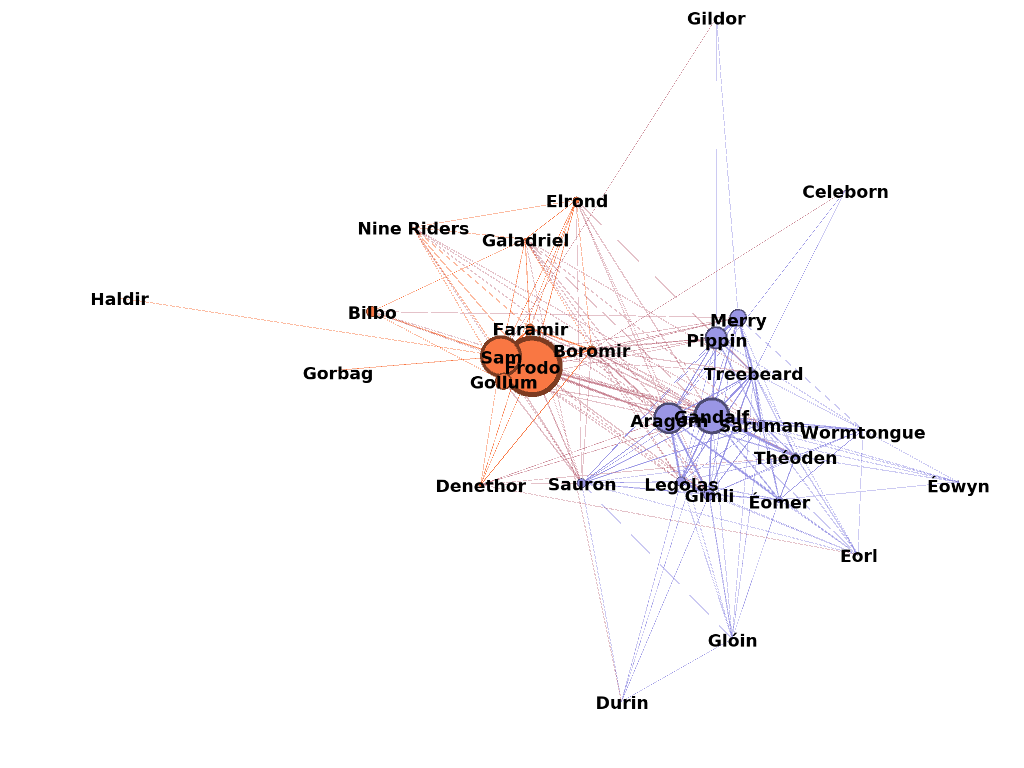 Gildor
Celeborn
Elrond
Nine Riders
Galadriel
Haldir
Bilbo
Merry
Faramir
Pippin
Boromir
Sam
Frodo
Gorbag
Treebeard
Gollum
Aragorn
Gandalf
Saruman
Wormtongue
Théoden
Denethor
Sauron
Legolas
Éowyn
Gimli
Éomer
Eorl
Glóin
Durin